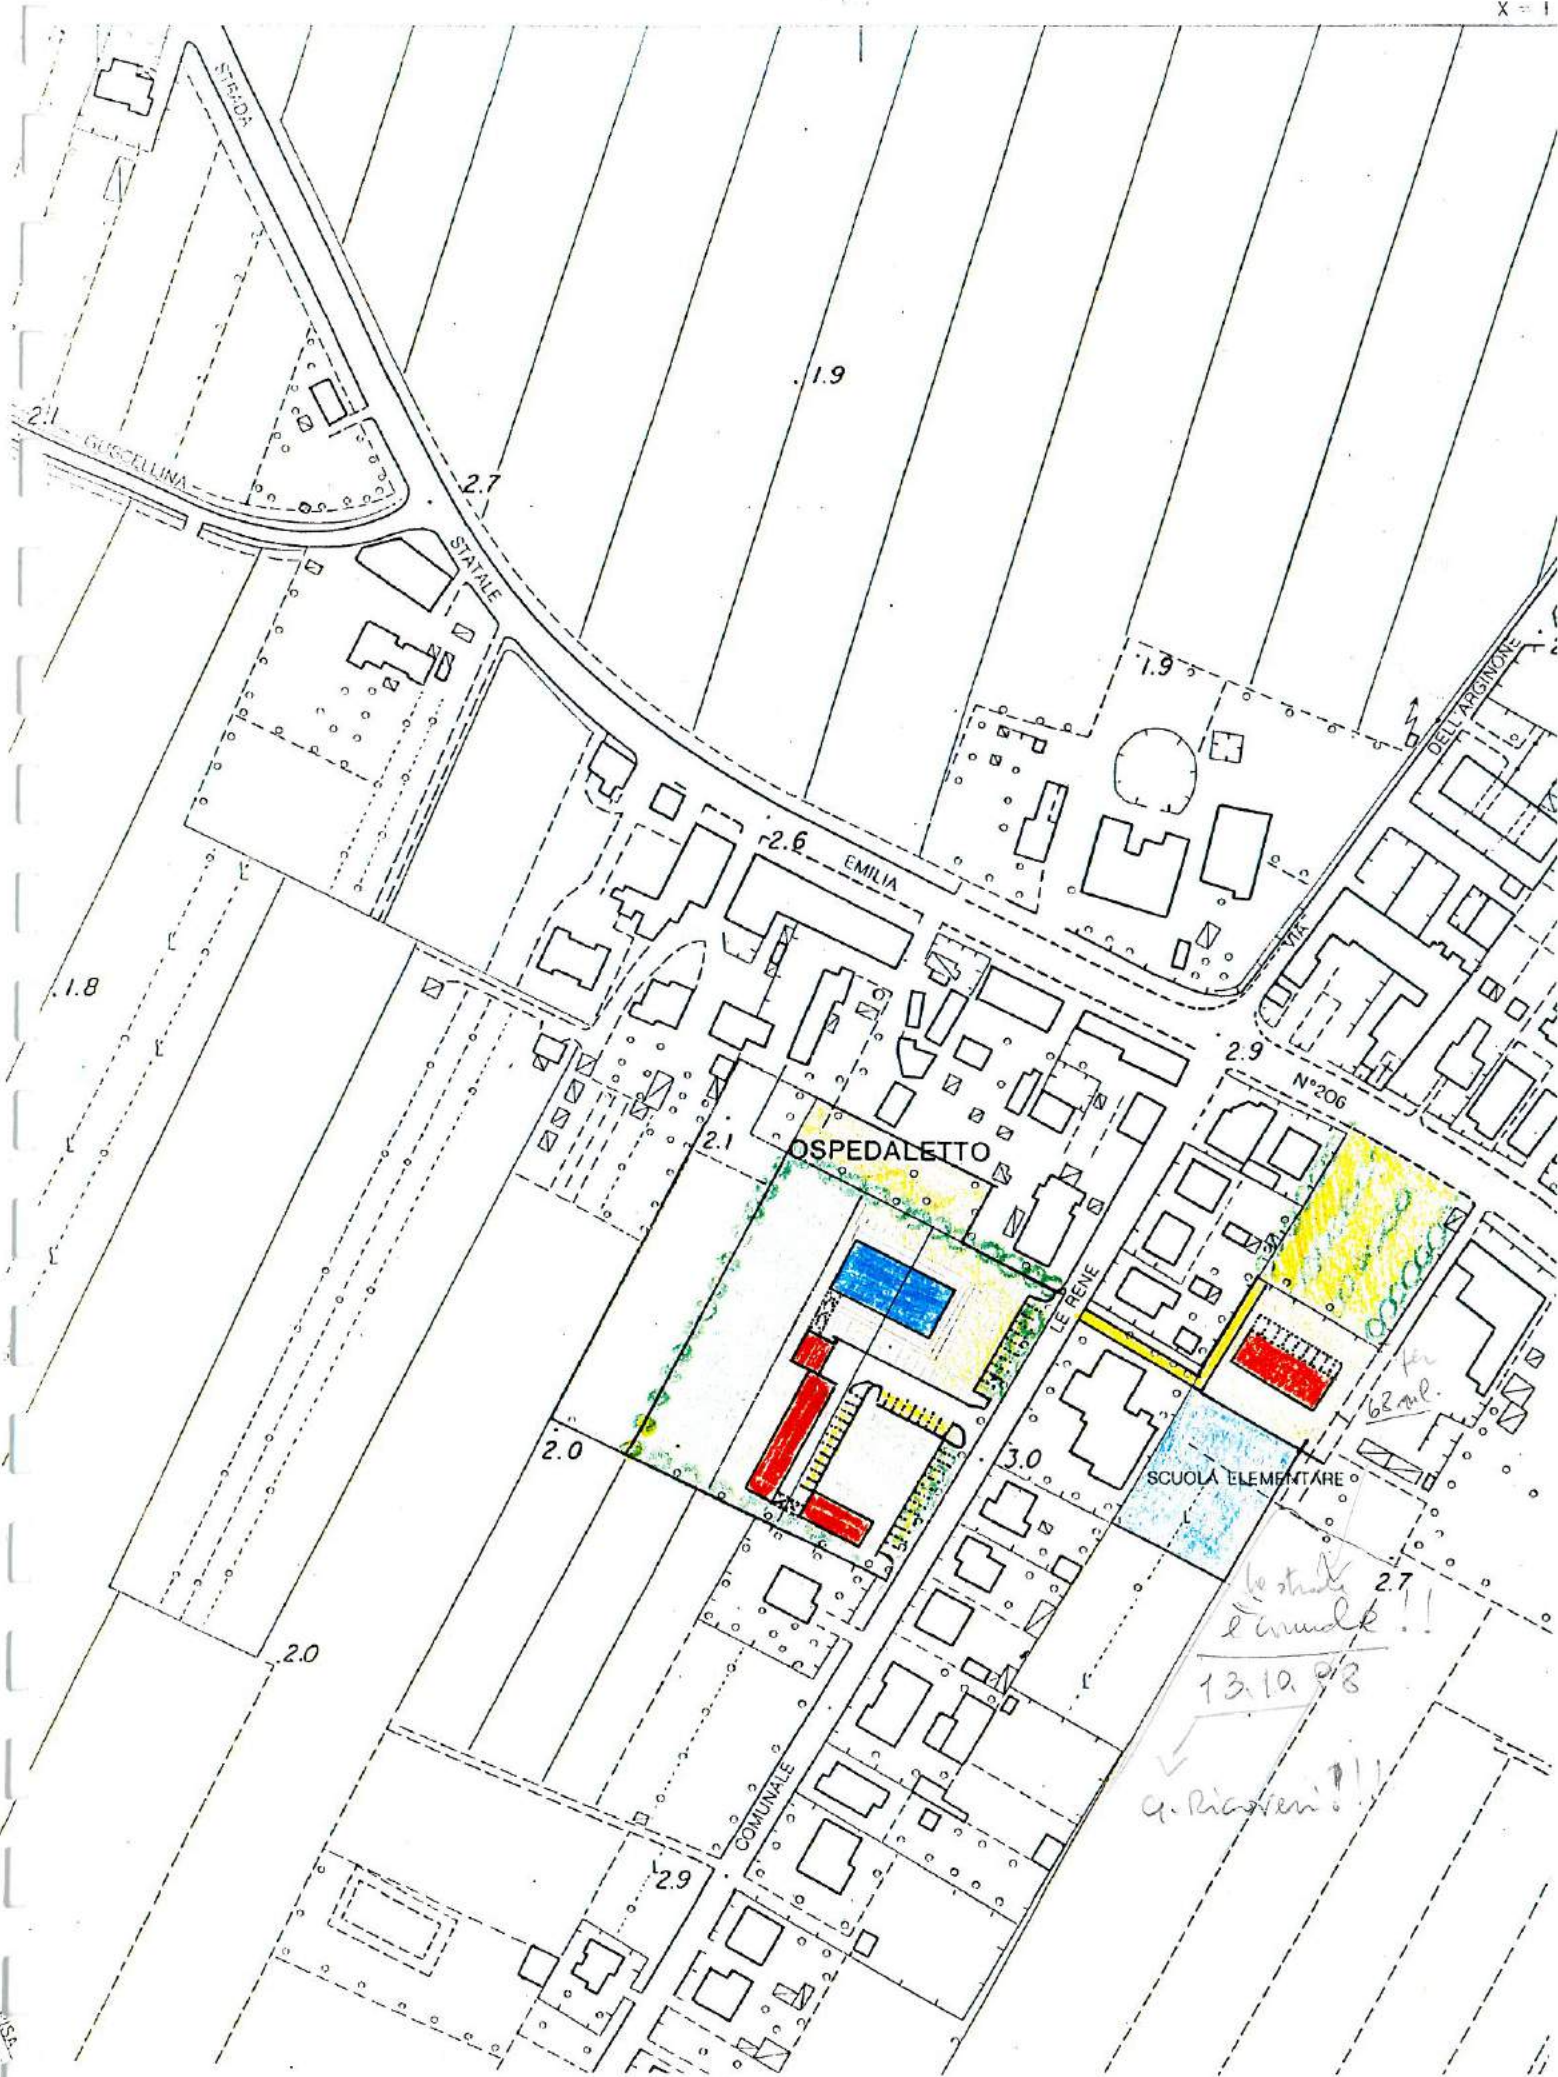 X = 1
STRADA
1.9
2.1
GUSCELLINA
2.7
STATALE
1.9
DELL'ARGINONE
2.6
EMILIA
VIA
1.8
2.9
N°206
2.1
OSPEDALETTO
LE RENE
per
2.0
3.0
SCUOLA ELEMENTARE
la strada
2.7
è comunale !!
2.0
13.10.98
COMUNALE
2.9